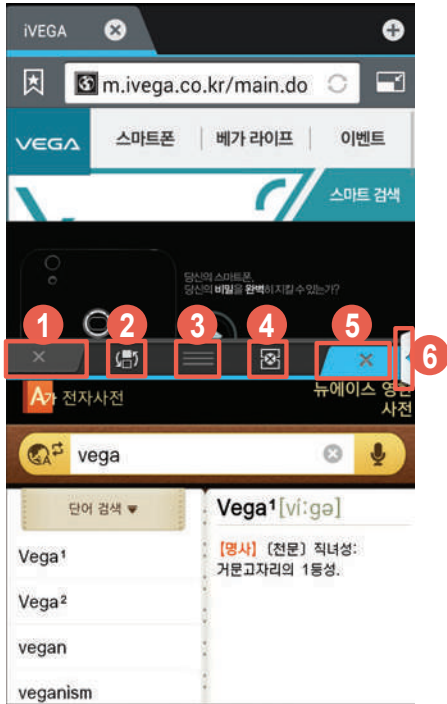 iVEGA
m.ivega.co.kr/main.do
VEGA 스마트폰 베가 라이프 이벤트
스마트 검색
당신의 스마트폰,
당신의 비밀을 완벽히 지킬 수 있는가?
1 2 3 4 5 6
가 전자사전 뉴에이스 영한
사전
A vega
단어 검색 ▼
Vega¹[víːgə]
Vega¹
【명사】 〔천문〕 직녀성:
거문고자리의 1등성.
Vega²
vegan
veganism